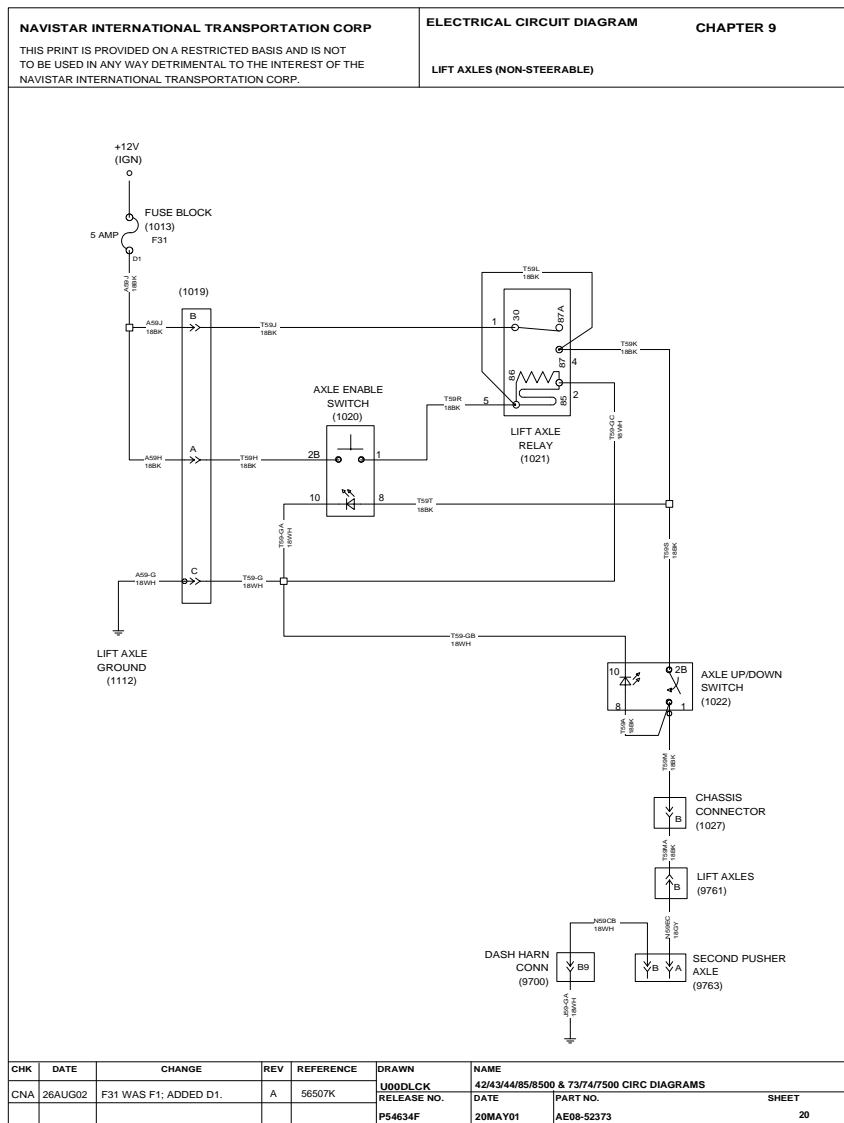 NAVISTAR INTERNATIONAL TRANSPORTATION CORP
THIS PRINT IS PROVIDED ON A RESTRICTED BASIS AND IS NOT
TO BE USED IN ANY WAY DETRIMENTAL TO THE INTEREST OF THE
NAVISTAR INTERNATIONAL TRANSPORTATION CORP.
ELECTRICAL CIRCUIT DIAGRAM
CHAPTER 9
LIFT AXLES (NON-STEERABLE)
+12V
(IGN)
FUSE BLOCK
(1013)
5 AMP
F31
D1
A59J
18BK
(1019)
A59J
18BK
B
T59J
18BK
T59L
18BK
1
30
87A
87
4
T59K
18BK
86
85
2
5
T59R
18BK
LIFT AXLE
RELAY
(1021)
T59-GC
18WH
AXLE ENABLE
SWITCH
(1020)
A59H
18BK
A
T59H
18BK
2B
1
10
8
T59T
18BK
T59-GA
18WH
T59S
18BK
A59-G
18WH
C
T59-G
18WH
LIFT AXLE
GROUND
(1112)
T59-GB
18WH
10
2B
8
1
AXLE UP/DOWN
SWITCH
(1022)
T59A
18BK
T59M
18BK
CHASSIS
CONNECTOR
(1027)
B
T59MA
18BK
LIFT AXLES
(9761)
B
N59CB
18WH
N59EC
18GY
DASH HARN
CONN
(9700)
B9
B
A
SECOND PUSHER
AXLE
(9763)
J59-GA
18WH
CHK DATE CHANGE REV REFERENCE DRAWN NAME
U00DLCK 42/43/44/85/8500 & 73/74/7500 CIRC DIAGRAMS
CNA 26AUG02 F31 WAS F1; ADDED D1. A 56507K
RELEASE NO. DATE PART NO. SHEET
P54634F 20MAY01 AE08-52373 20